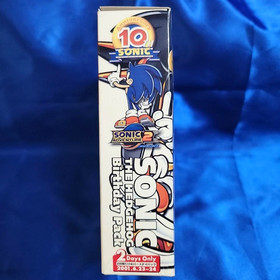 10
SONIC
SONIC
ADVENTURE 2
SONIC
THE HEDGEHOG
Birthday Pack
2 Days Only
2001.6.23-24